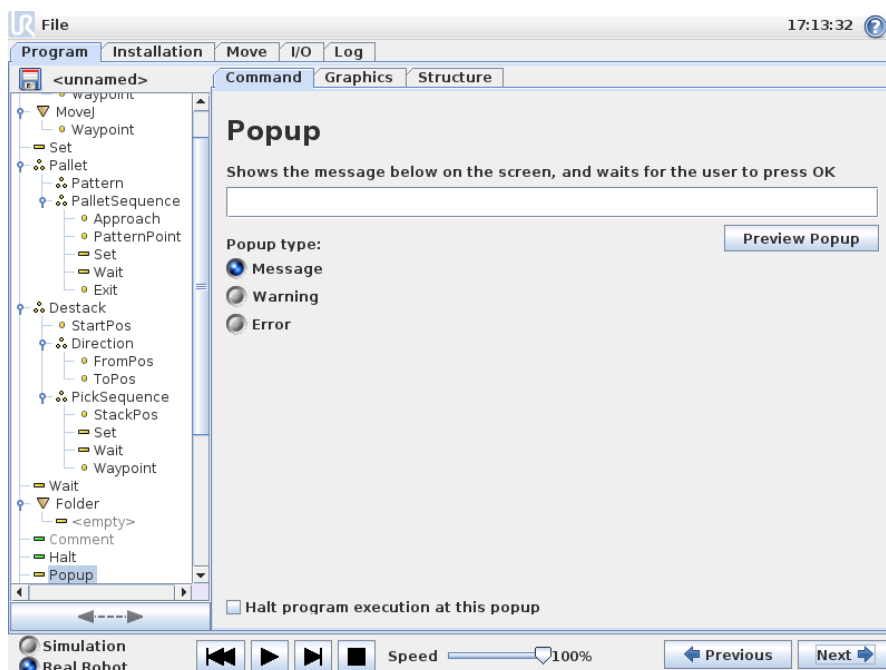 UR File 17:13:32 ?
Program Installation Move I/O Log
<unnamed> Command Graphics Structure
Waypoint
MoveJ
Waypoint
Set
Pallet
Pattern
PalletSequence
Approach
PatternPoint
Set
Wait
Exit
Destack
StartPos
Direction
FromPos
ToPos
PickSequence
StackPos
Set
Wait
Waypoint
Wait
Folder
<empty>
Comment
Halt
Popup
Popup
Shows the message below on the screen, and waits for the user to press OK
Preview Popup
Popup type:
Message
Warning
Error
Halt program execution at this popup
Simulation
Real Robot
Speed 100% Previous Next